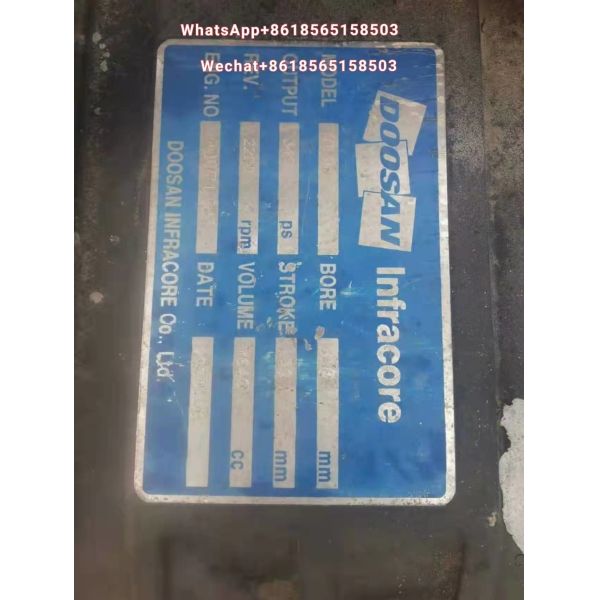 WhatsApp+8618565158503
Wechat+8618565158503
DOOSAN Infracore
MODEL BORE mm
OUTPUT ps STROKE mm
REV. rpm VOLUME cc
ENG. NO DATE
DOOSAN INFRACORE Co., Ltd.